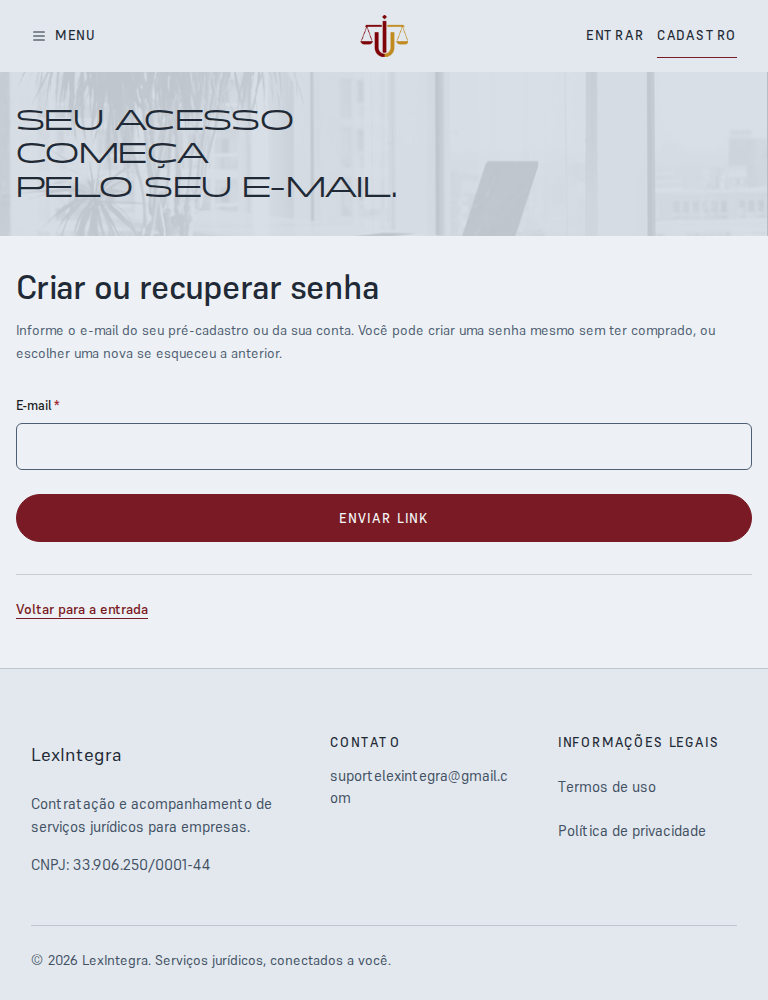 MENU
ENTRAR
CADASTRO
SEU ACESSO
COMEÇA
PELO SEU E-MAIL.
Criar ou recuperar senha
Informe o e-mail do seu pré-cadastro ou da sua conta. Você pode criar uma senha mesmo sem ter comprado, ou
escolher uma nova se esqueceu a anterior.
E-mail *
ENVIAR LINK
Voltar para a entrada
LexIntegra
Contratação e acompanhamento de
serviços jurídicos para empresas.
CNPJ: 33.906.250/0001-44
CONTATO
suportelexintegra@gmail.c
om
INFORMAÇÕES LEGAIS
Termos de uso
Política de privacidade
© 2026 LexIntegra. Serviços jurídicos, conectados a você.